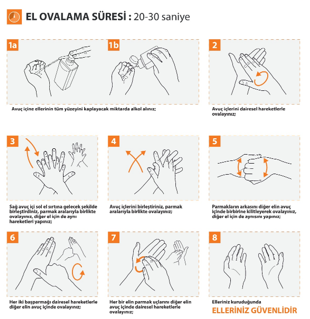 EL OVALAMA SÜRESİ : 20-30 saniye
1a
1b
2
Avuç içine ellerinin tüm yüzeyini kaplayacak miktarda alkol alınız;
Avuç içlerini dairesel hareketlerle
ovalayınız;
3
4
5
Sağ avuç içi sol el sırtına gelecek şekilde
birleştiriniz, parmak aralarıyla birlikte
ovalayınız, diğer el için de aynı
hareketleri yapınız;
Avuç içlerini birleştiriniz, parmak
aralarıyla birlikte ovalayınız;
Parmakların arkasını diğer elin avuç
içinde birbirine kilitleyerek ovalayınız,
diğer el için de aynısını yapınız;
6
7
8
Her iki başparmağı dairesel hareketlerle
diğer elin avuç içinde ovalayınız;
Her bir elin parmak uçlarını diğer elin
avuç içinde dairesel hareketlerle
ovalayınız;
Elleriniz kuruduğunda
ELLERİNİZ GÜVENLİDİR